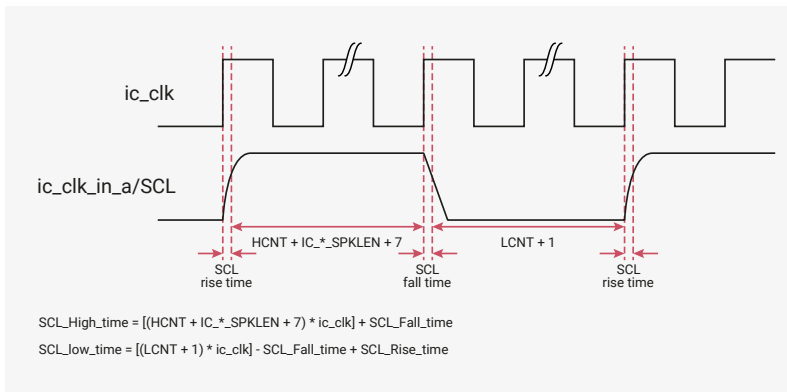 ic_clk
ic_clk_in_a/SCL
HCNT + IC_*_SPKLEN + 7
LCNT + 1
SCL
rise time
SCL
fall time
SCL
rise time
SCL_High_time = [(HCNT + IC_*_SPKLEN + 7) * ic_clk] + SCL_Fall_time
SCL_low_time = [(LCNT + 1) * ic_clk] - SCL_Fall_time + SCL_Rise_time